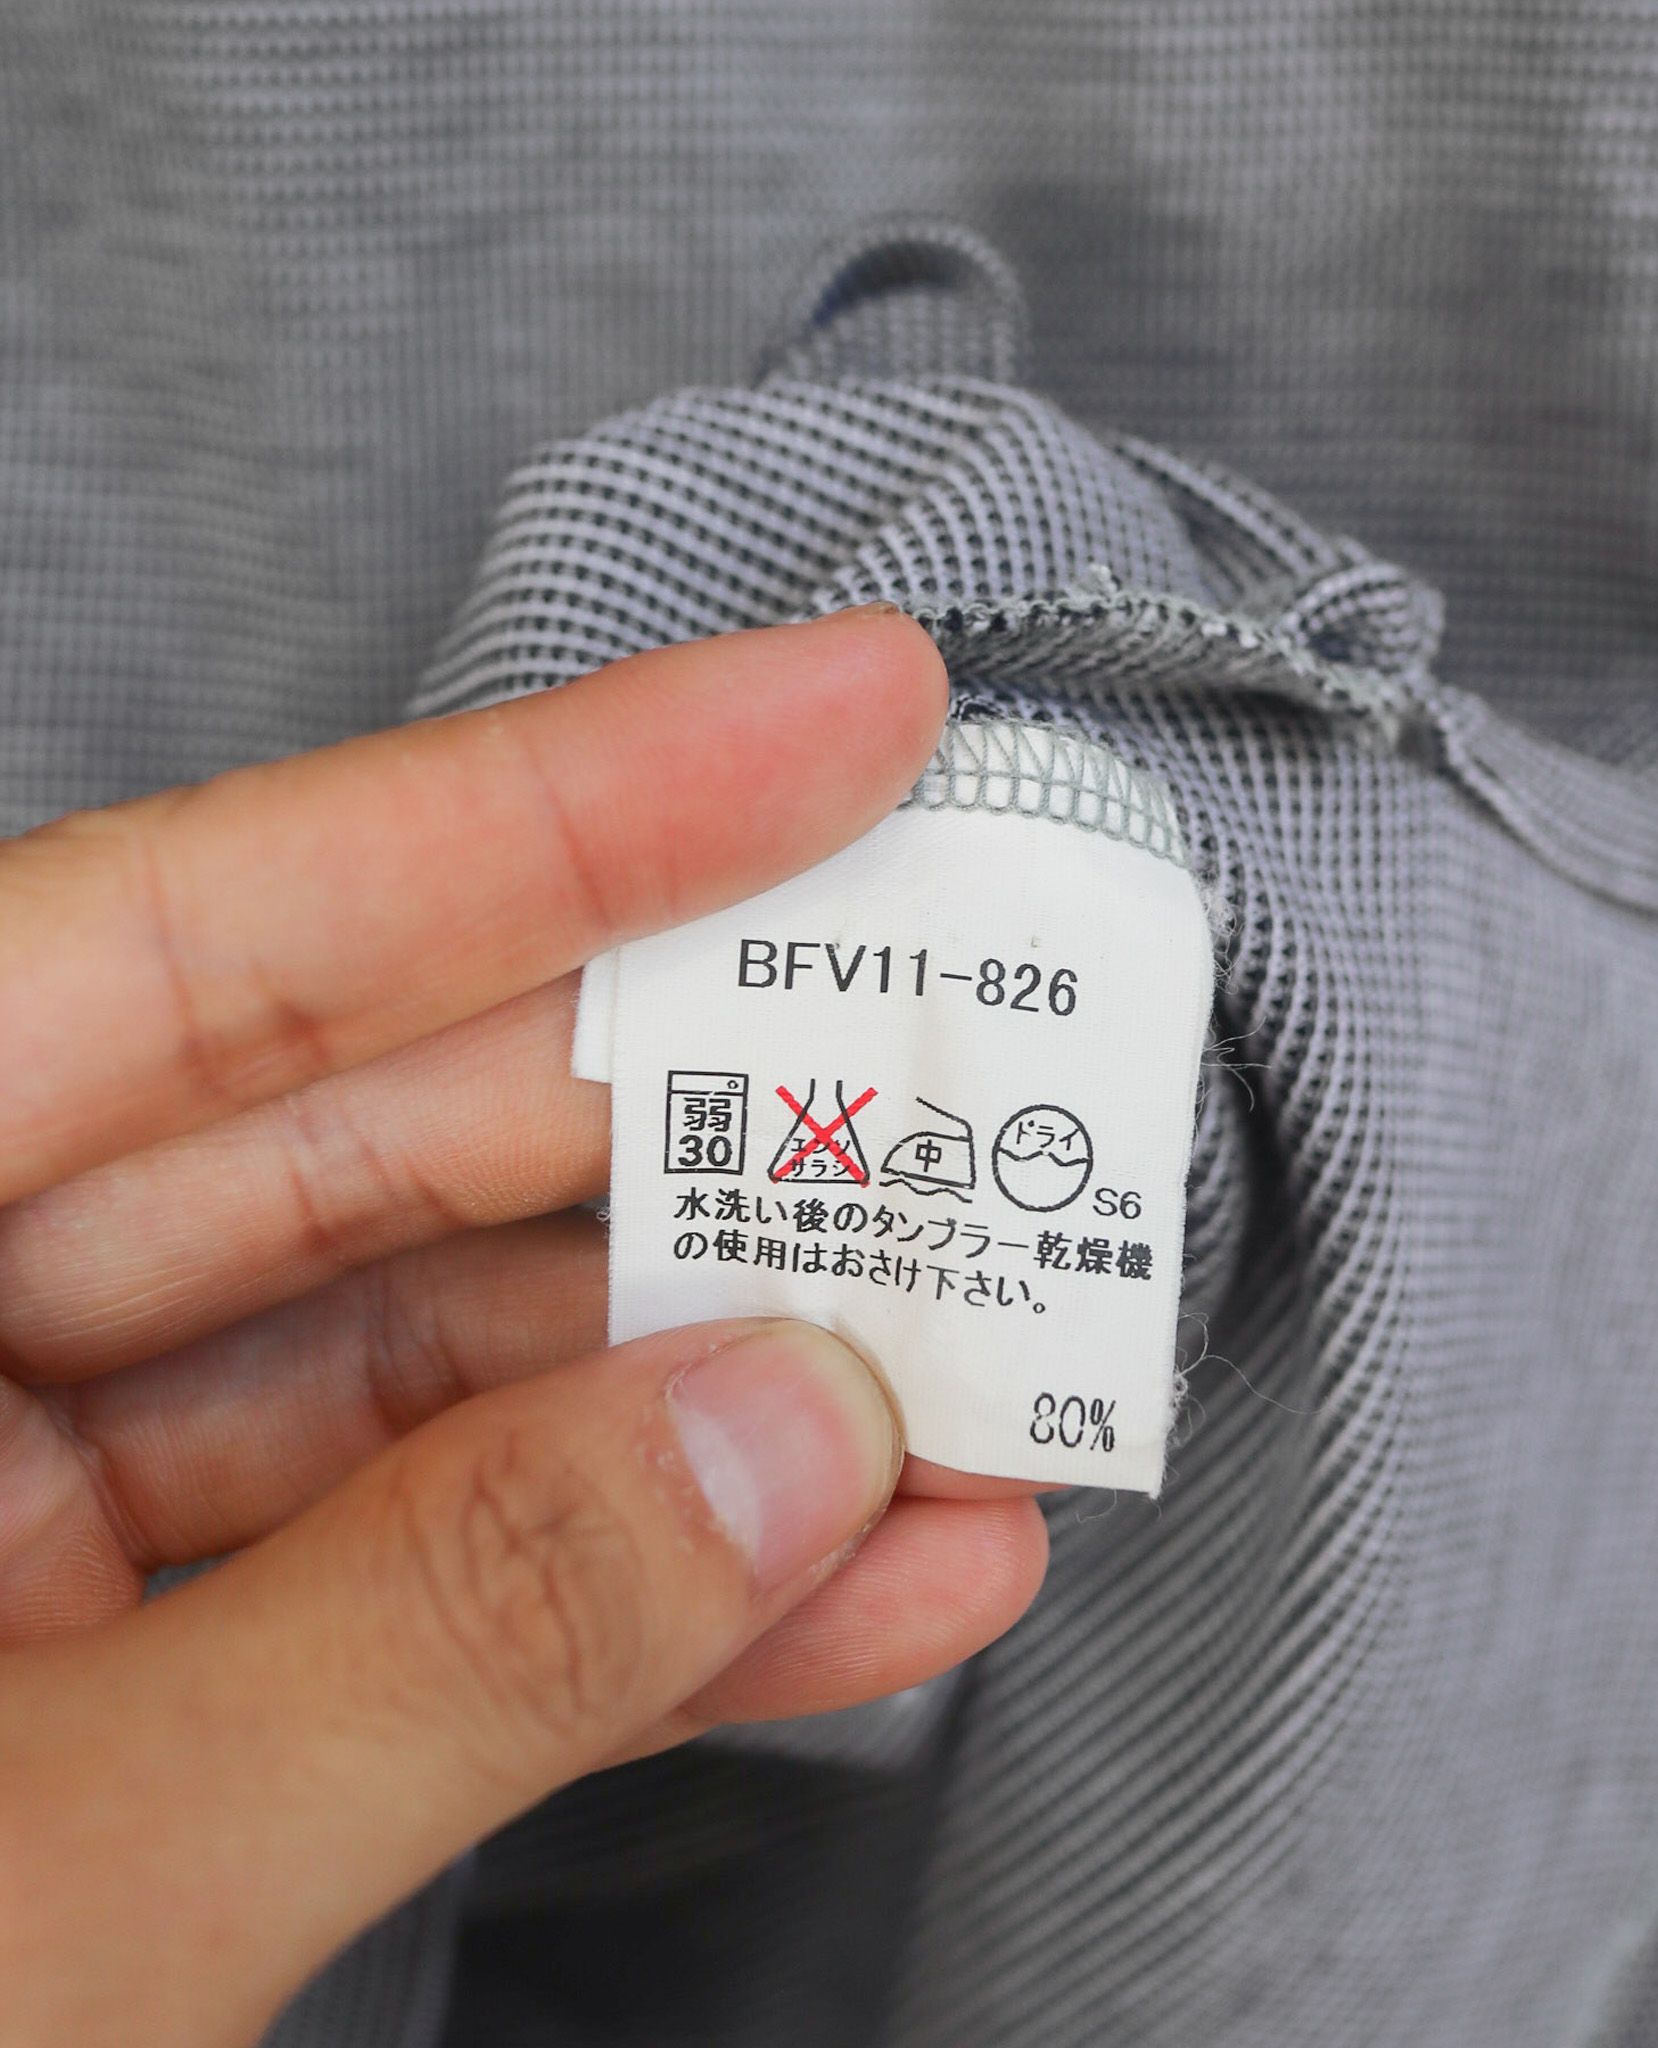 BFV11-826
弱
30
エンソ
サラシ
中
ドライ
S6
水洗い後のタンブラー乾燥機
の使用はおさけ下さい。
80%